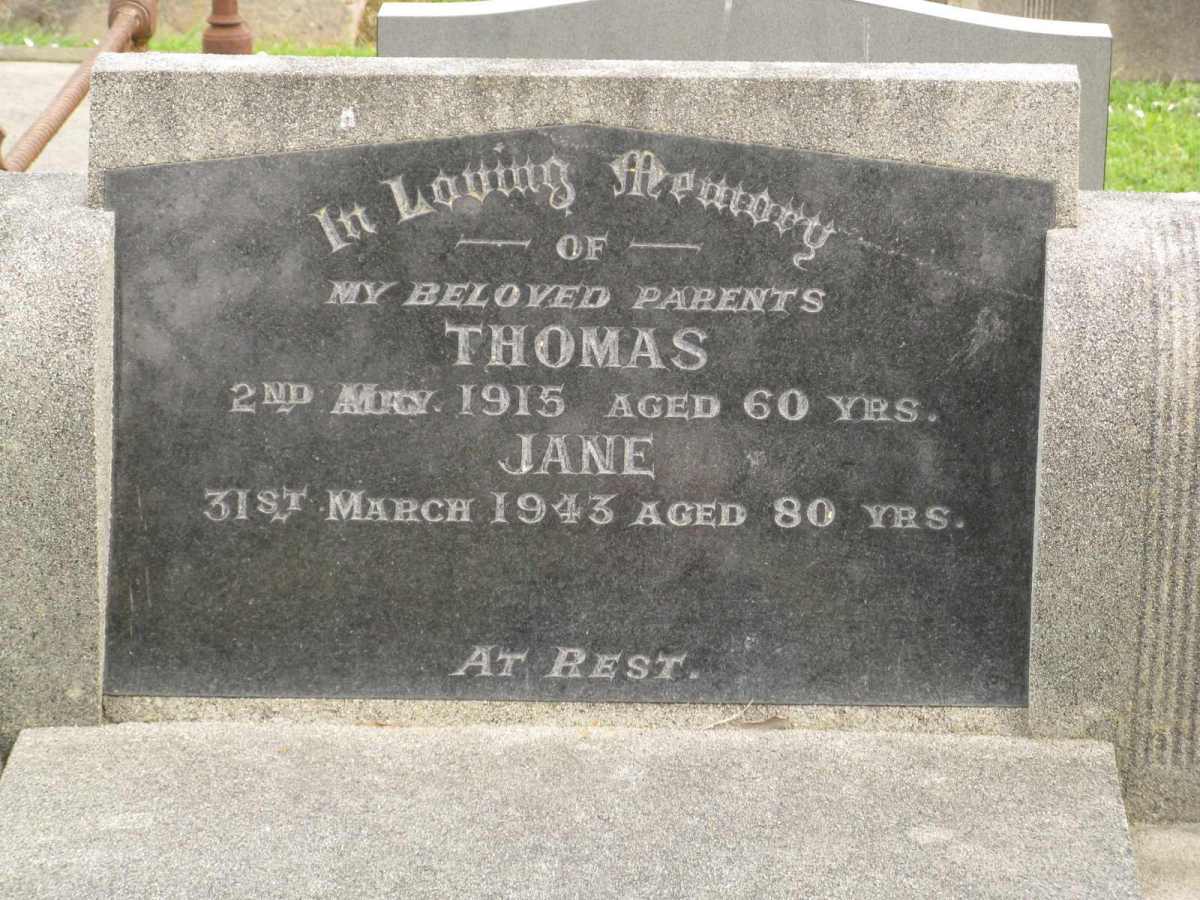 In Loving Memory
OF
MY BELOVED PARENTS
THOMAS
2ND 1915 AGED 60 YRS.
JANE
31ST MARCH 1943 AGED 80 YRS.
AT REST.